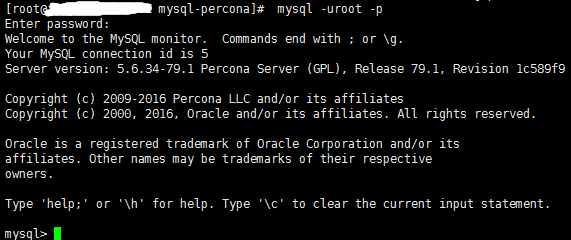 [root@ mysql-percona]#  mysql -uroot -p
Enter password:
Welcome to the MySQL monitor.  Commands end with ; or \g.
Your MySQL connection id is 5
Server version: 5.6.34-79.1 Percona Server (GPL), Release 79.1, Revision 1c589f9
Copyright (c) 2009-2016 Percona LLC and/or its affiliates
Copyright (c) 2000, 2016, Oracle and/or its affiliates. All rights reserved.
Oracle is a registered trademark of Oracle Corporation and/or its
affiliates. Other names may be trademarks of their respective
owners.
Type 'help;' or '\h' for help. Type '\c' to clear the current input statement.
mysql>